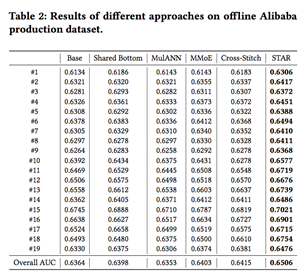 Table 2: Results of different approaches on offline Alibaba
production dataset.
Base Shared Bottom MulANN MMoE Cross-Stitch STAR
#1 0.6134 0.6186 0.6143 0.6143 0.6183 0.6306
#2 0.6321 0.6320 0.6321 0.6355 0.6337 0.6417
#3 0.6281 0.6293 0.6282 0.6311 0.6307 0.6372
#4 0.6326 0.6361 0.6333 0.6373 0.6372 0.6451
#5 0.6308 0.6292 0.6302 0.6336 0.6322 0.6388
#6 0.6378 0.6383 0.6336 0.6412 0.6368 0.6494
#7 0.6305 0.6329 0.6310 0.6340 0.6352 0.6410
#8 0.6297 0.6278 0.6297 0.6330 0.6328 0.6411
#9 0.6264 0.6283 0.6258 0.6292 0.6278 0.6368
#10 0.6392 0.6434 0.6375 0.6431 0.6278 0.6577
#11 0.6469 0.6529 0.6445 0.6508 0.6548 0.6719
#12 0.6506 0.6575 0.6498 0.6518 0.6570 0.6676
#13 0.6558 0.6612 0.6538 0.6603 0.6637 0.6739
#14 0.6362 0.6405 0.6371 0.6412 0.6411 0.6486
#15 0.6745 0.6888 0.6710 0.6787 0.6819 0.7021
#16 0.6638 0.6627 0.6517 0.6634 0.6727 0.6901
#17 0.6524 0.6658 0.6499 0.6519 0.6575 0.6715
#18 0.6493 0.6480 0.6375 0.6500 0.6610 0.6754
#19 0.6330 0.6375 0.6306 0.6374 0.6381 0.6476
Overall AUC 0.6364 0.6398 0.6353 0.6403 0.6415 0.6506